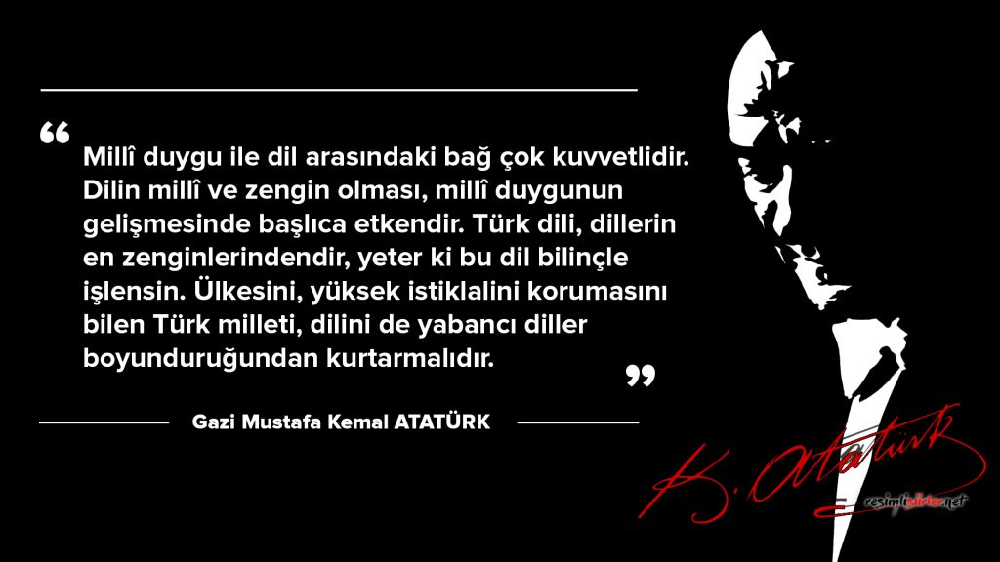 “
Millî duygu ile dil arasındaki bağ çok kuvvetlidir.
Dilin millî ve zengin olması, millî duygunun
gelişmesinde başlıca etkendir. Türk dili, dillerin
en zenginlerindendir, yeter ki bu dil bilinçle
işlensin. Ülkesini, yüksek istiklalini korumasını
bilen Türk milleti, dilini de yabancı diller
boyunduruğundan kurtarmalıdır.
”
Gazi Mustafa Kemal ATATÜRK
K. Atatürk
resimlisiirler.net